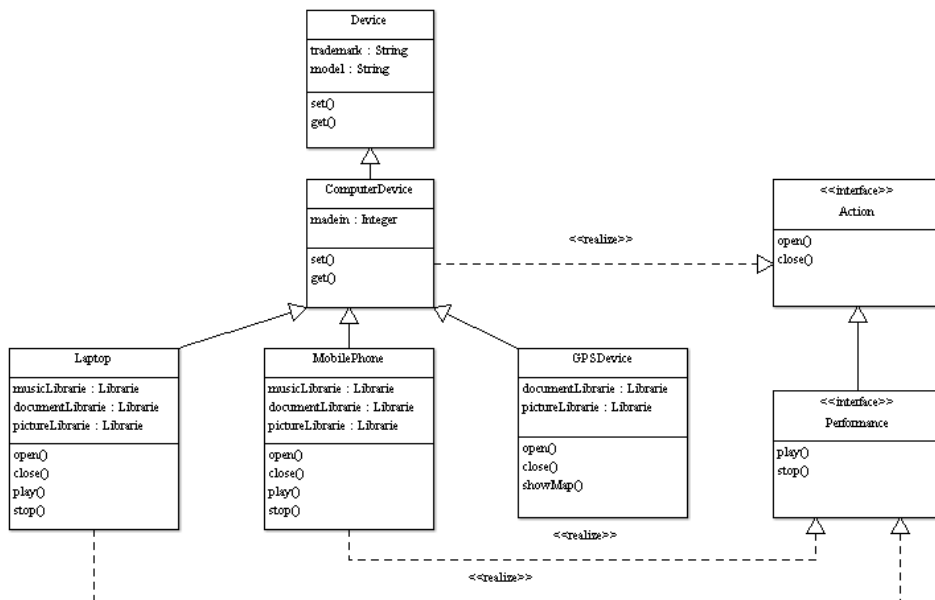 Device
trademark : String
model : String
set()
get()
ComputerDevice
madein : Integer
set()
get()
<<realize>>
<<interface>>
Action
open()
close()
Laptop
musicLibrarie : Librarie
documentLibrarie : Librarie
pictureLibrarie : Librarie
open()
close()
play()
stop()
MobilePhone
musicLibrarie : Librarie
documentLibrarie : Librarie
pictureLibrarie : Librarie
open()
close()
play()
stop()
GPSDevice
documentLibrarie : Librarie
pictureLibrarie : Librarie
open()
close()
showMap()
<<interface>>
Performance
play()
stop()
<<realize>>
<<realize>>